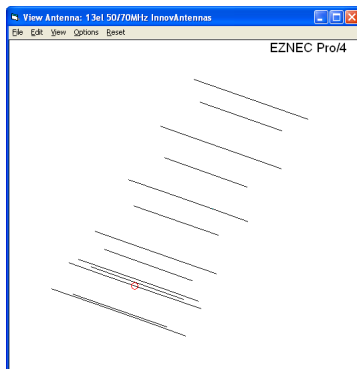 View Antenna: 13el 50/70MHz InnovAntennas
File Edit View Options Reset
EZNEC Pro/4